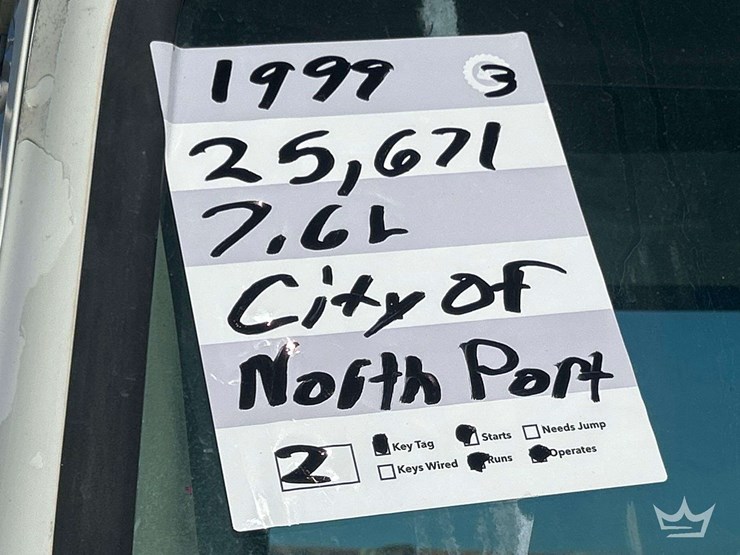 1999 3
25,671
7.6L
City of
North Port
2
Key Tag Starts Needs Jump
Keys Wired Runs Operates